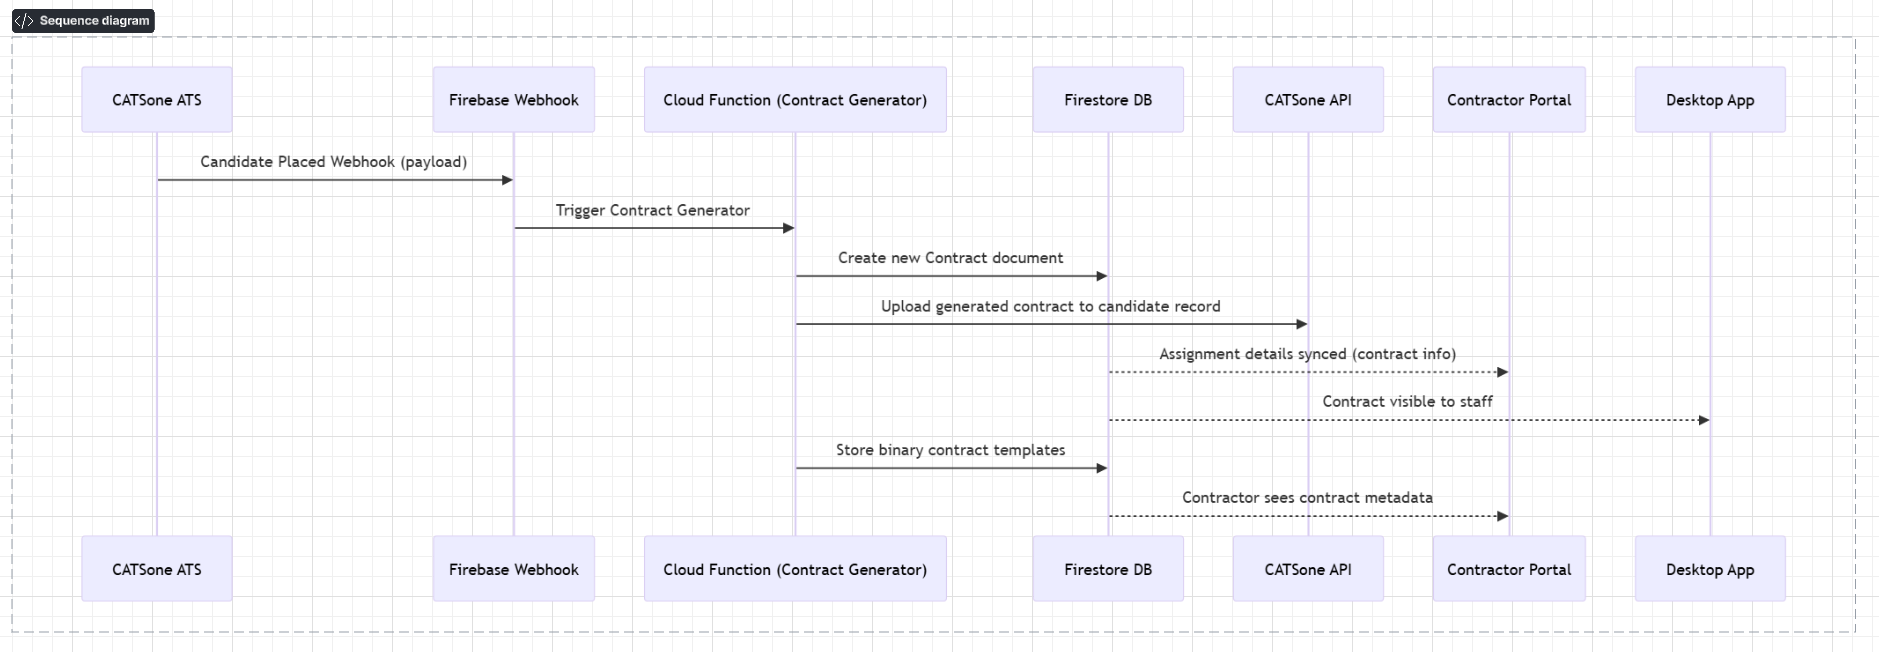 </> Sequence diagram
CATSone ATS
Firebase Webhook
Cloud Function (Contract Generator)
Firestore DB
CATSone API
Contractor Portal
Desktop App
Candidate Placed Webhook (payload)
Trigger Contract Generator
Create new Contract document
Upload generated contract to candidate record
Assignment details synced (contract info)
Contract visible to staff
Store binary contract templates
Contractor sees contract metadata
CATSone ATS
Firebase Webhook
Cloud Function (Contract Generator)
Firestore DB
CATSone API
Contractor Portal
Desktop App